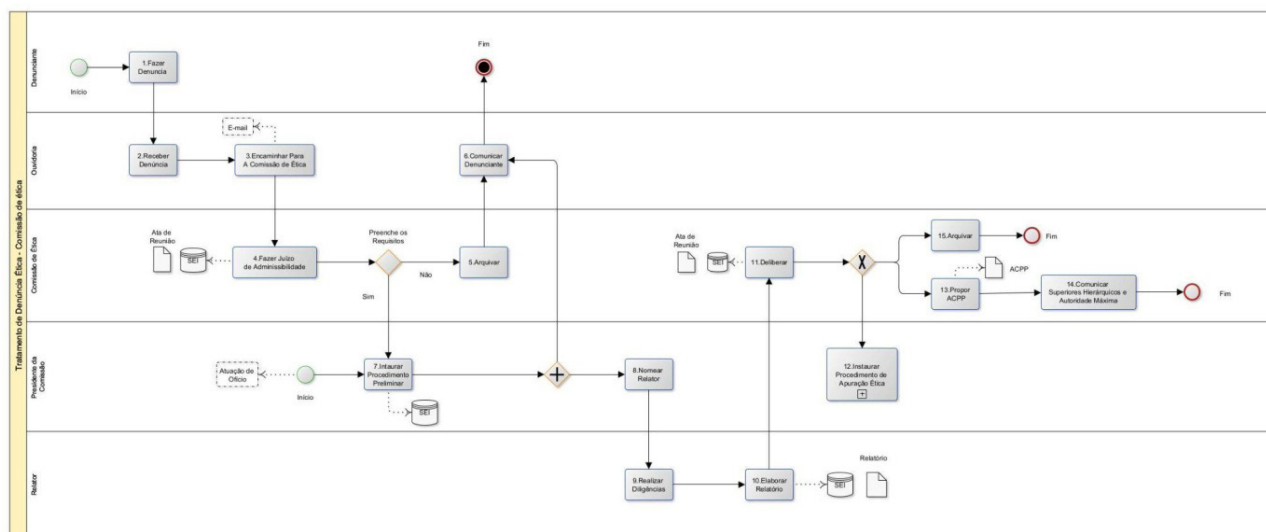 Tratamento de Denúncia Ética - Comissão de ética
Denunciante
Início
1.Fazer
Denuncia
Fim
Ouvidoria
2.Receber
Denúncia
E-mail
3.Encaminhar Para
A Comissão de Ética
6.Comunicar
Denunciante
Comissão de Ética
Ata de
Reunião
SEI
4.Fazer Juízo
de Adminissibilidade
Preenche os
Requisitos
Não
Sim
5.Arquivar
Ata de
Reunião
SEI
11.Deliberar
15.Arquivar
Fim
13.Propor
ACPP
ACPP
14.Comunicar
Superiores Hierárquicos e
Autoridade Máxima
Fim
Presidente da
Comissão
Atuação de
Ofício
Início
7.Intaurar
Procedimento
Preliminar
SEI
8.Nomear
Relator
12.Instaurar
Procedimento de
Apuração Ética
Relator
9.Realizar
Diligências
10.Elaborar
Relatório
SEI
Relatório